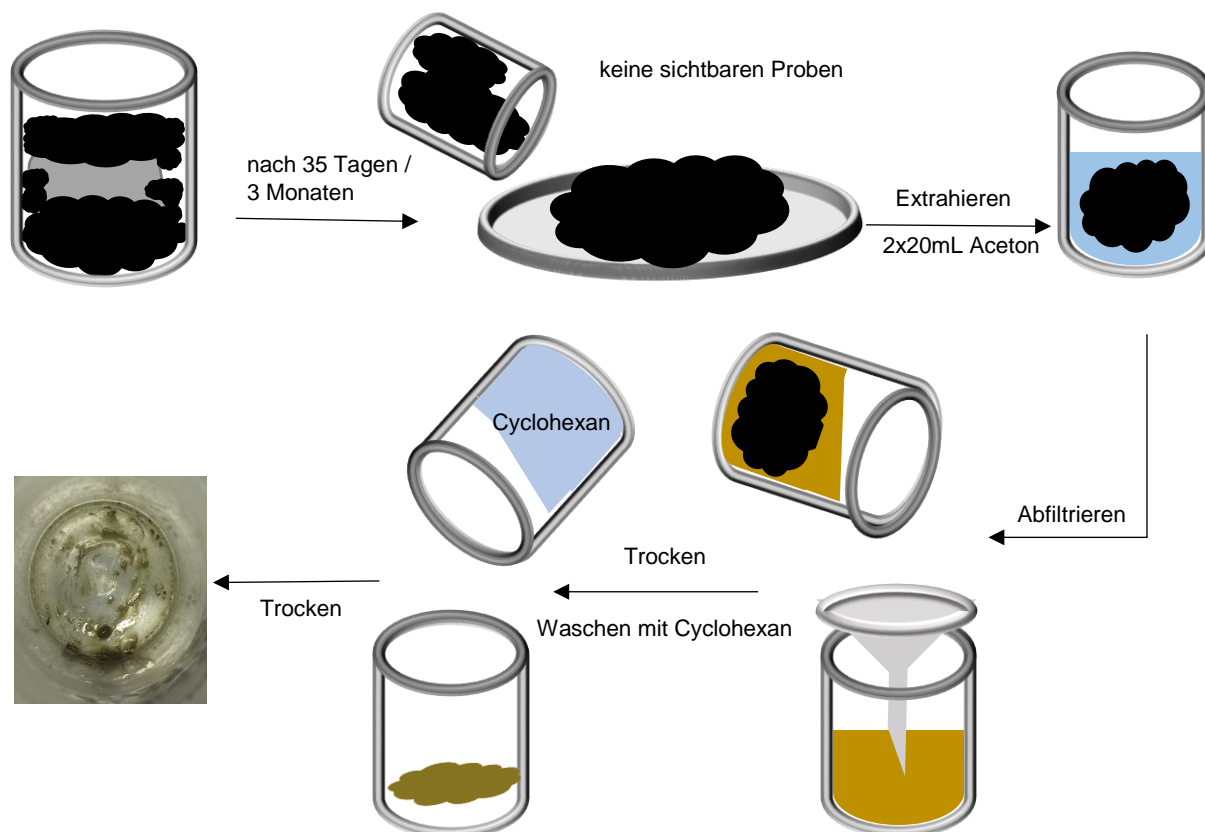 keine sichtbaren Proben
nach 35 Tagen /
3 Monaten
Extrahieren
2x20mL Aceton
Cyclohexan
Abfiltrieren
Trocken
Waschen mit Cyclohexan
Trocken